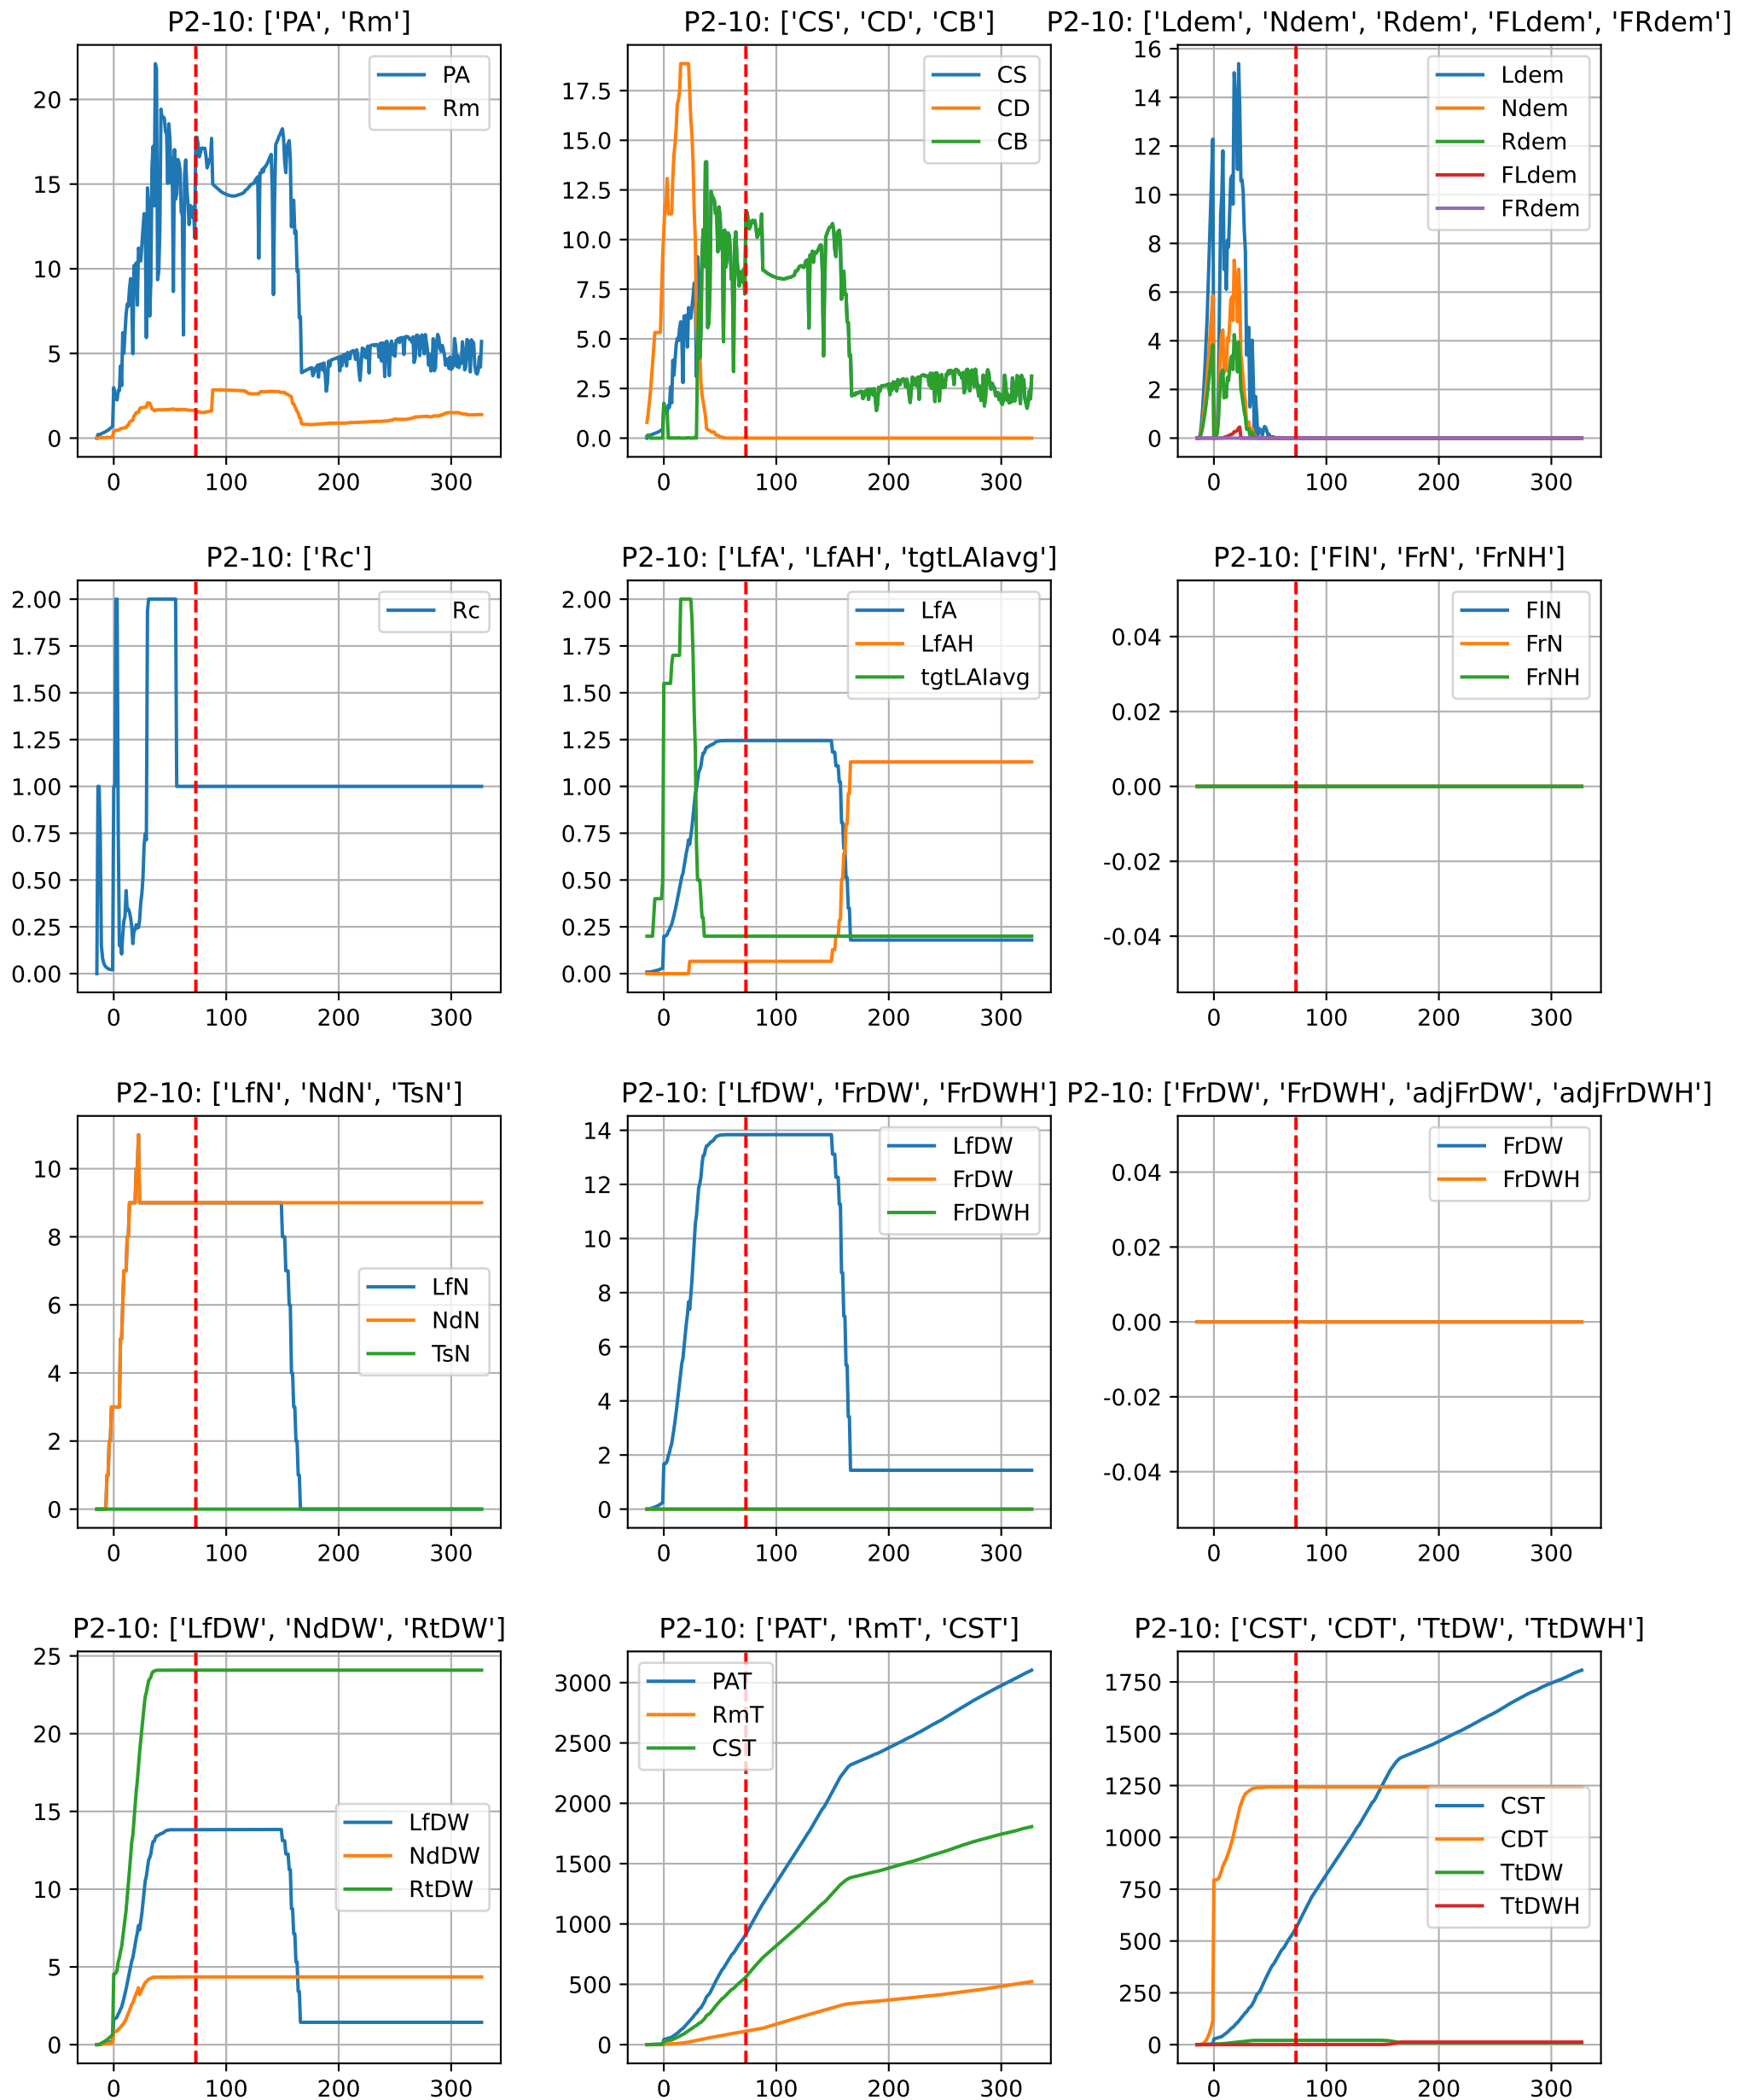 P2-10: ['PA', 'Rm']
20
15
10
5
0
0 100 200 300
PA
Rm
P2-10: ['CS', 'CD', 'CB']
17.5
15.0
12.5
10.0
7.5
5.0
2.5
0.0
0 100 200 300
CS
CD
CB
P2-10: ['Ldem', 'Ndem', 'Rdem', 'FLdem', 'FRdem']
16
14
12
10
8
6
4
2
0
0 100 200 300
Ldem
Ndem
Rdem
FLdem
FRdem
P2-10: ['Rc']
2.00
1.75
1.50
1.25
1.00
0.75
0.50
0.25
0.00
0 100 200 300
Rc
P2-10: ['LfA', 'LfAH', 'tgtLAIavg']
2.00
1.75
1.50
1.25
1.00
0.75
0.50
0.25
0.00
0 100 200 300
LfA
LfAH
tgtLAIavg
P2-10: ['FlN', 'FrN', 'FrNH']
0.04
0.02
0.00
-0.02
-0.04
0 100 200 300
FlN
FrN
FrNH
P2-10: ['LfN', 'NdN', 'TsN']
10
8
6
4
2
0
0 100 200 300
LfN
NdN
TsN
P2-10: ['LfDW', 'FrDW', 'FrDWH']
14
12
10
8
6
4
2
0
0 100 200 300
LfDW
FrDW
FrDWH
P2-10: ['FrDW', 'FrDWH', 'adjFrDW', 'adjFrDWH']
0.04
0.02
0.00
-0.02
-0.04
0 100 200 300
FrDW
FrDWH
P2-10: ['LfDW', 'NdDW', 'RtDW']
25
20
15
10
5
0
0 100 200 300
LfDW
NdDW
RtDW
P2-10: ['PAT', 'RmT', 'CST']
3000
2500
2000
1500
1000
500
0
0 100 200 300
PAT
RmT
CST
P2-10: ['CST', 'CDT', 'TtDW', 'TtDWH']
1750
1500
1250
1000
750
500
250
0
0 100 200 300
CST
CDT
TtDW
TtDWH